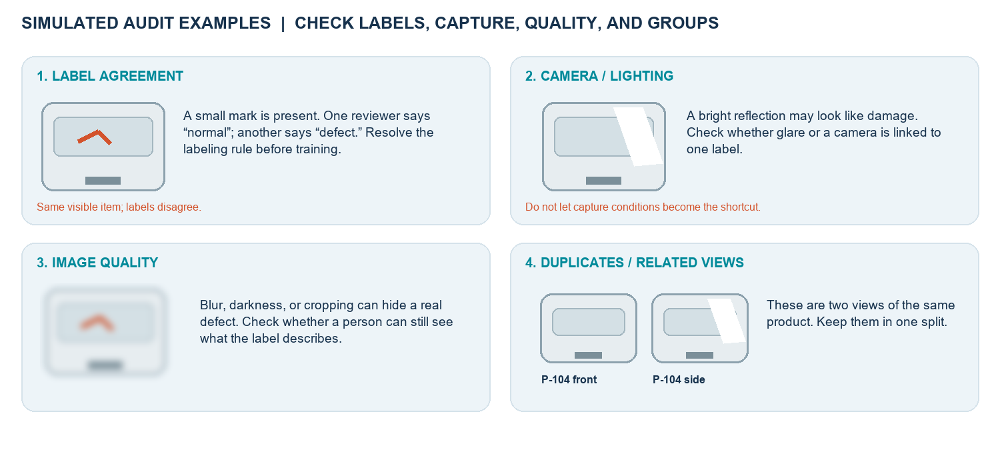 SIMULATED AUDIT EXAMPLES | CHECK LABELS, CAPTURE, QUALITY, AND GROUPS
1. LABEL AGREEMENT
A small mark is present. One reviewer says
“normal”; another says “defect.” Resolve the
labeling rule before training.
Same visible item; labels disagree.
2. CAMERA / LIGHTING
A bright reflection may look like damage.
Check whether glare or a camera is linked to
one label.
Do not let capture conditions become the shortcut.
3. IMAGE QUALITY
Blur, darkness, or cropping can hide a real
defect. Check whether a person can still see
what the label describes.
4. DUPLICATES / RELATED VIEWS
These are two views of the same
product. Keep them in one split.
P-104 front
P-104 side